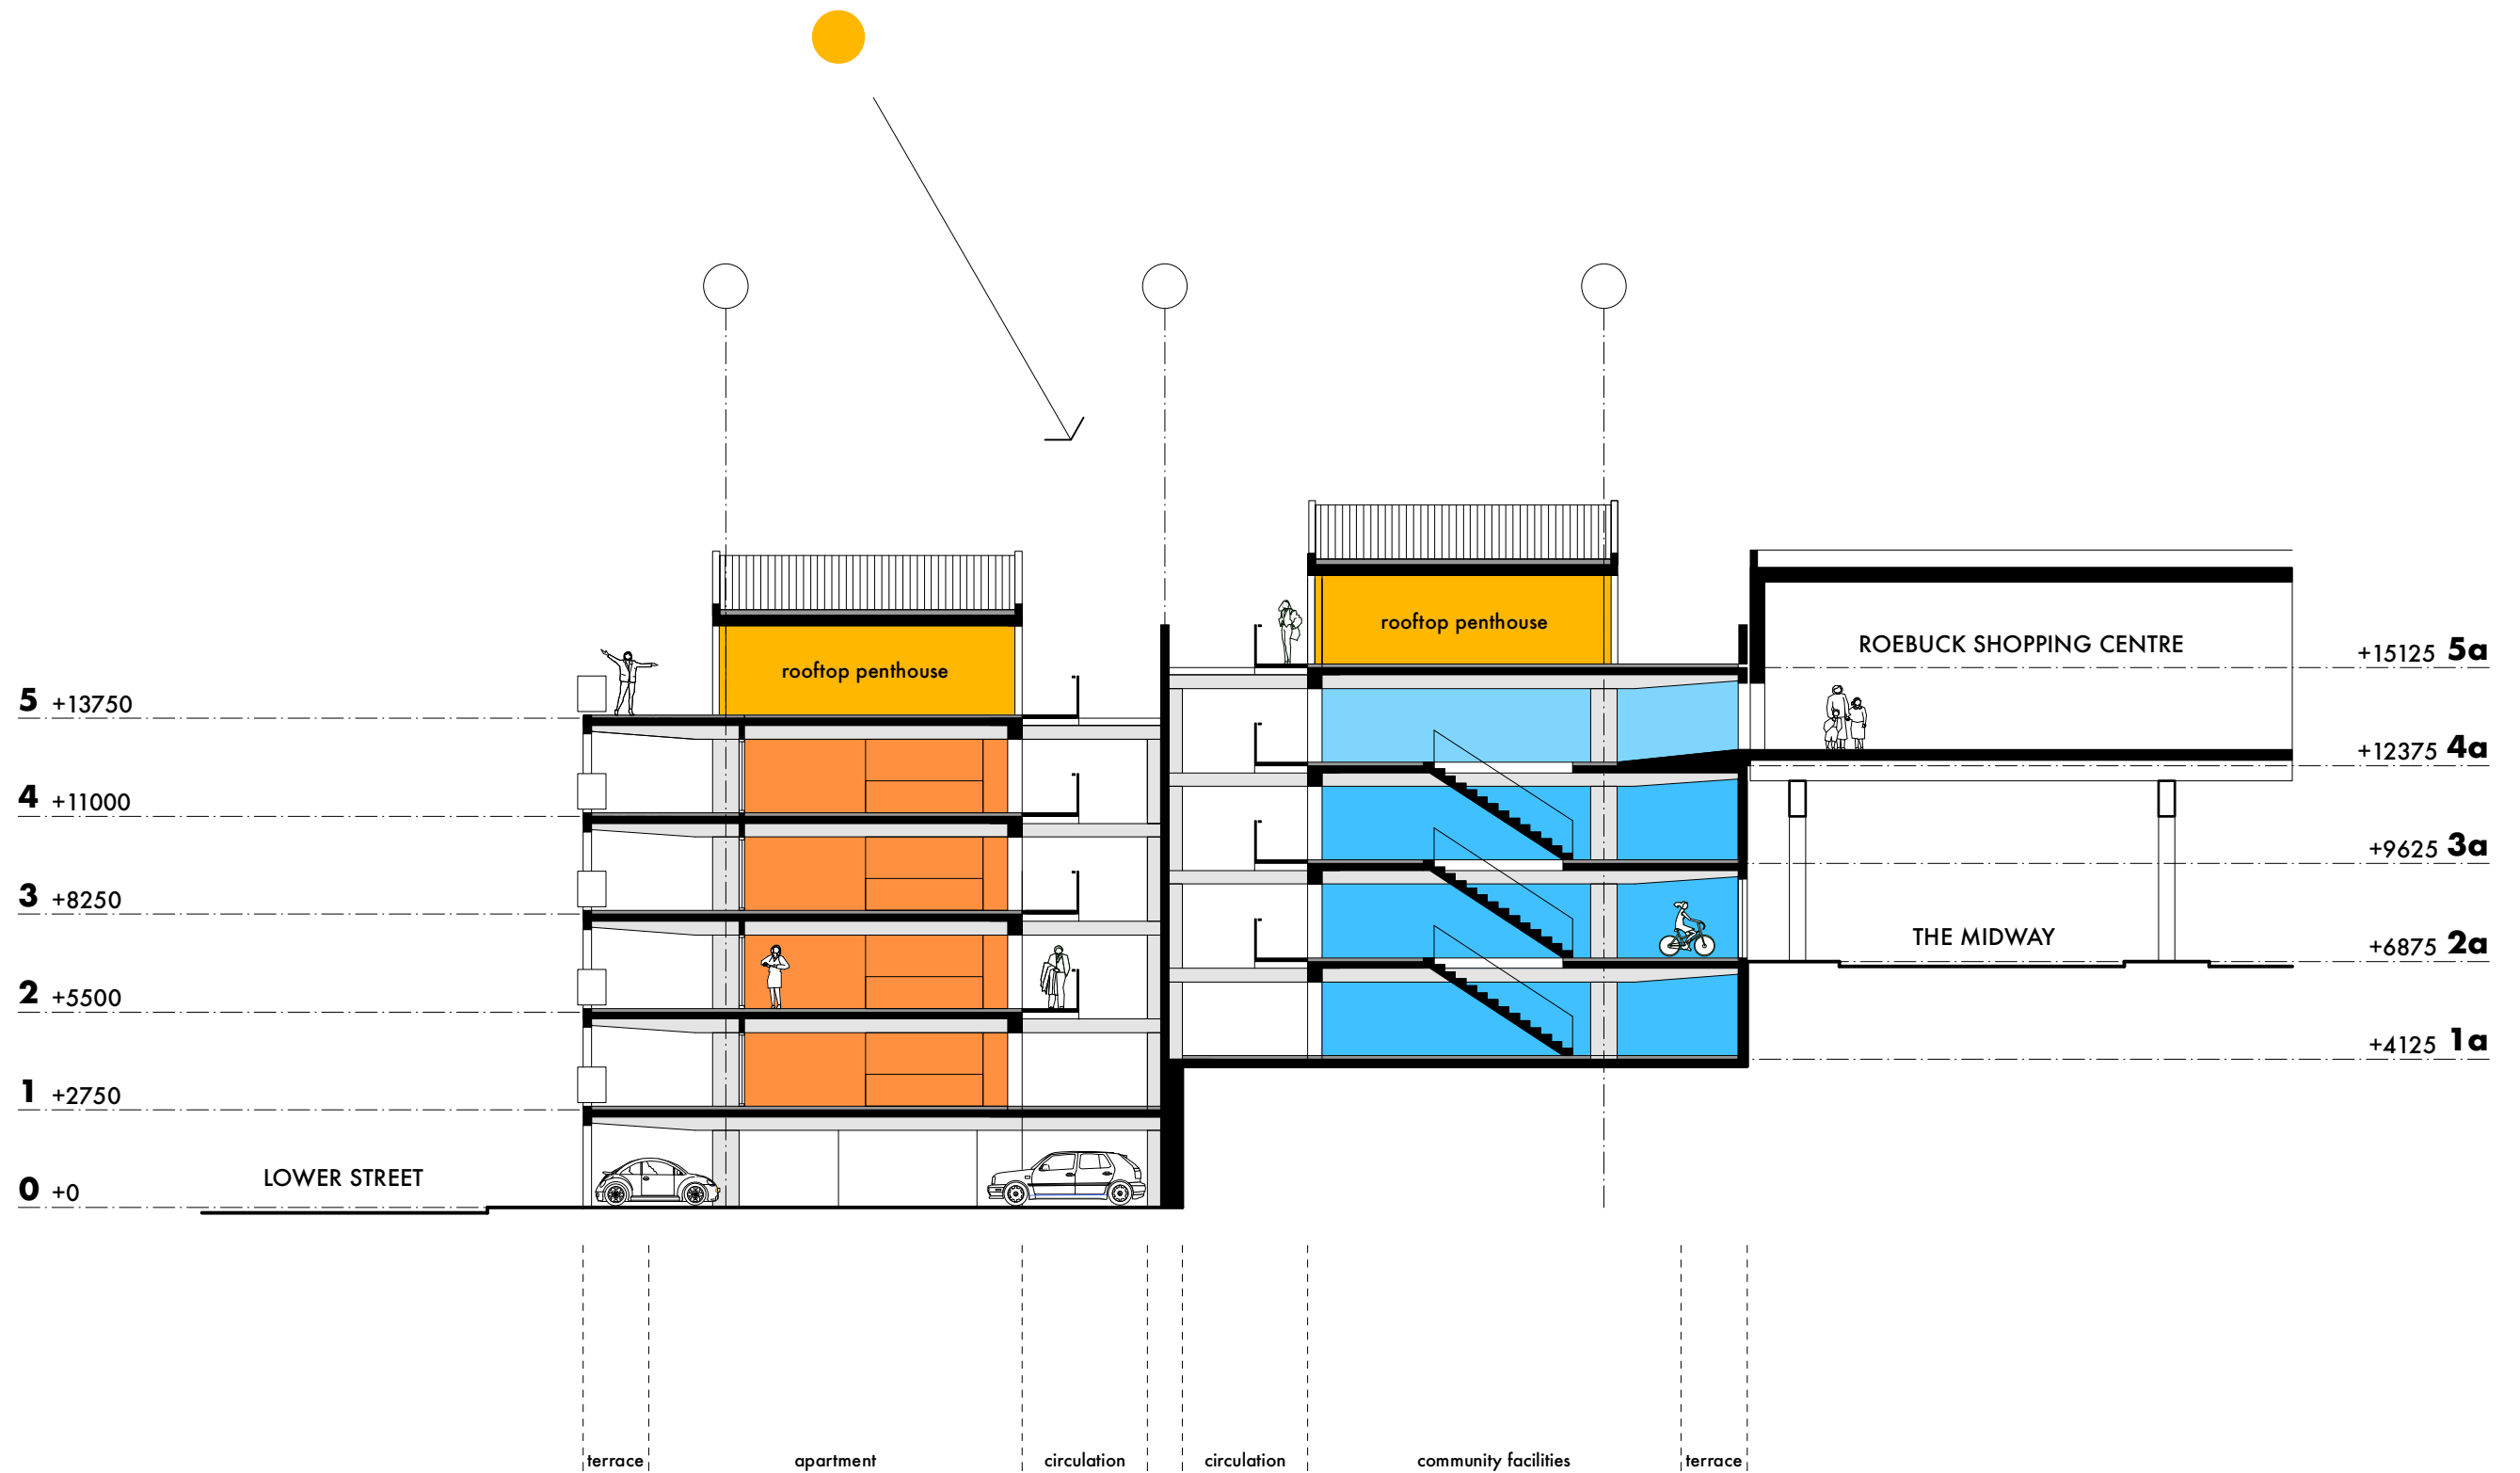 rooftop penthouse
ROEBUCK SHOPPING CENTRE
+15125 5a
rooftop penthouse
5 +13750
+12375 4a
4 +11000
+9625 3a
3 +8250
THE MIDWAY
+6875 2a
2 +5500
+4125 1a
1 +2750
LOWER STREET
0 +0
terrace
apartment
circulation
circulation
community facilities
terrace